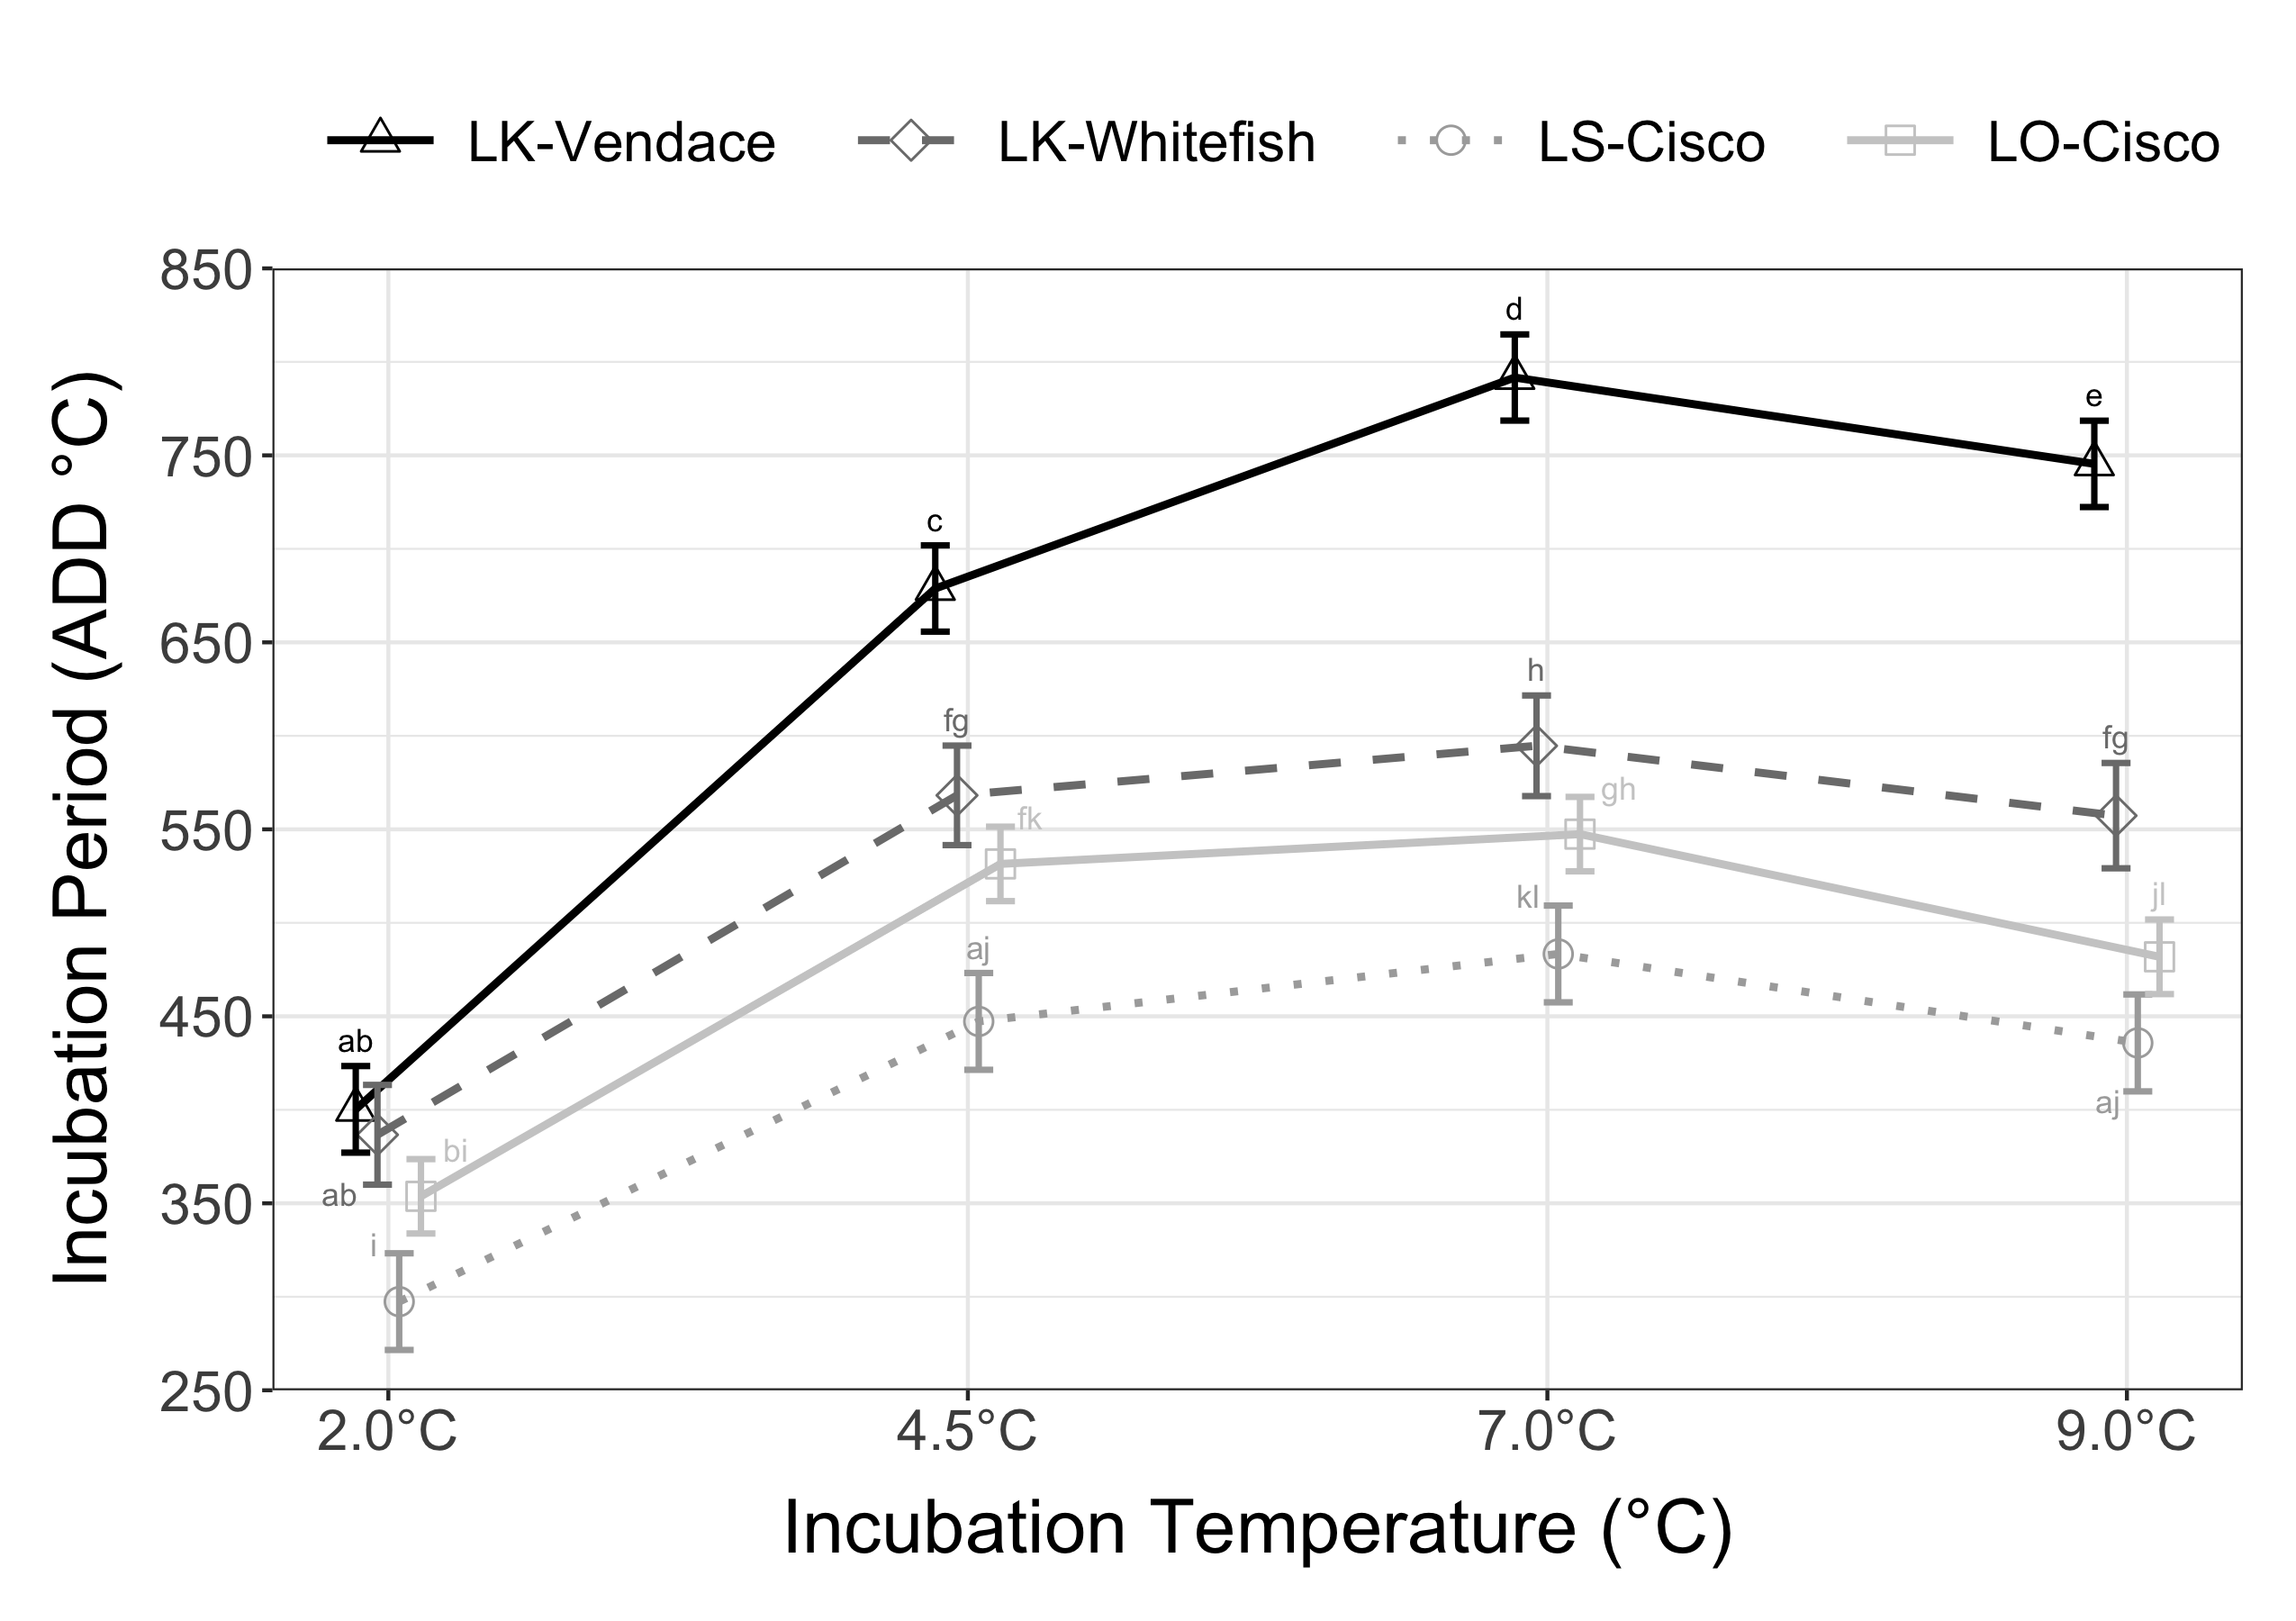 LK-Vendace LK-Whitefish LS-Cisco LO-Cisco
850
750
650
550
450
350
250
Incubation Period (ADD °C)
d
e
c
h
fg
fg
gh
fk
kl
jl
aj
ab
aj
bi
ab
i
2.0°C 4.5°C 7.0°C 9.0°C
Incubation Temperature (°C)